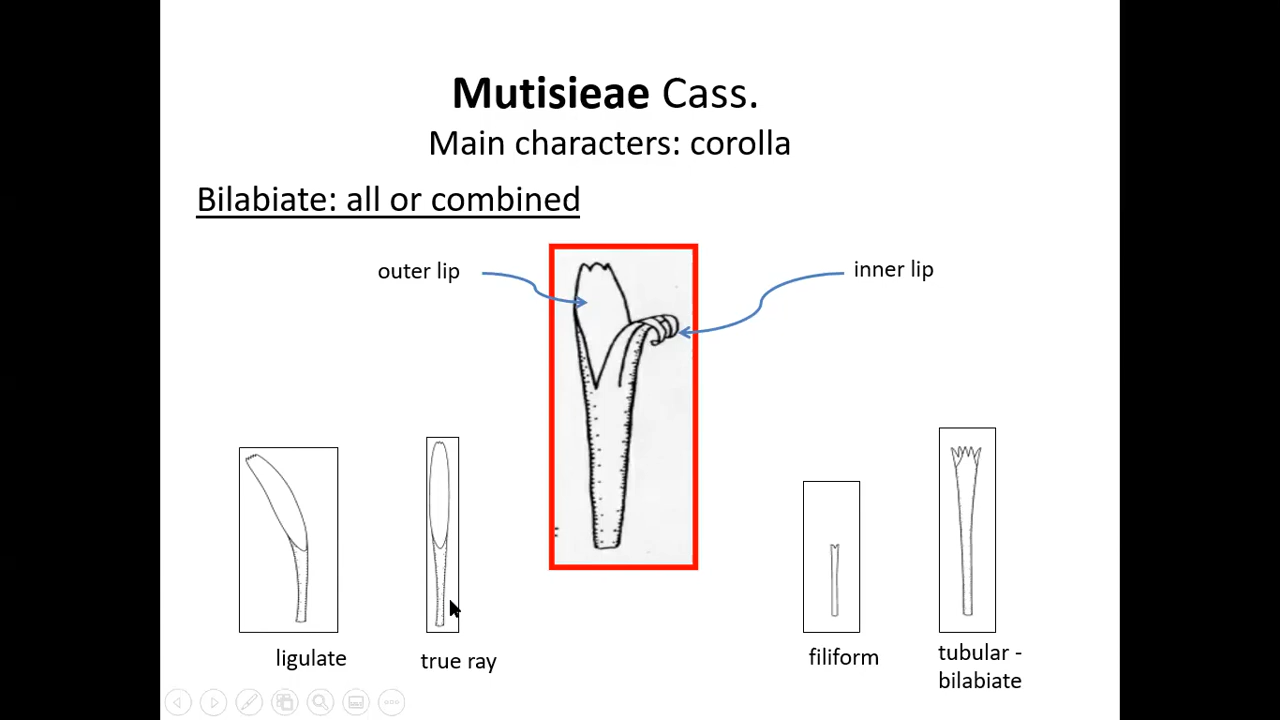 Mutisieae Cass.
Main characters: corolla
Bilabiate: all or combined
outer lip
inner lip
ligulate
true ray
filiform
tubular -
bilabiate